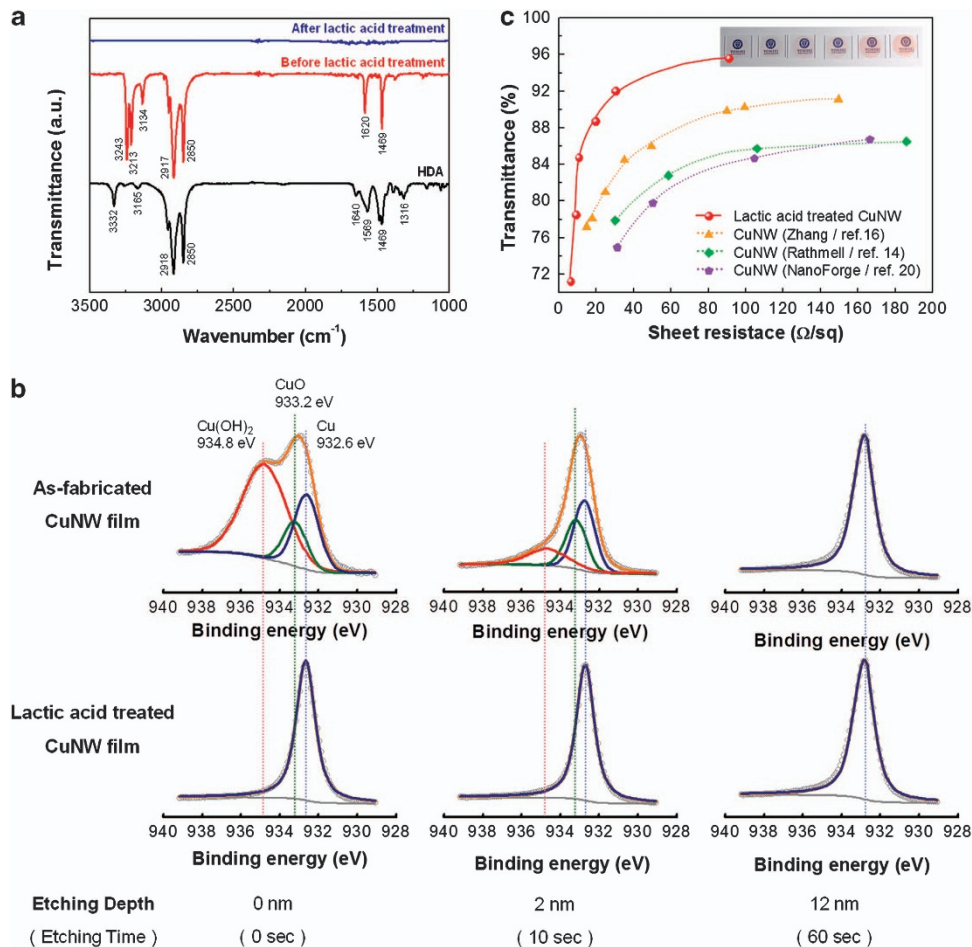 a
After lactic acid treatment
Before lactic acid treatment
Transmittance (a.u.)
3243
3213
3134
2917
2850
1620
1469
HDA
3332
3165
2918
2850
1640
1569
1469
1316
3500 3000 2500 2000 1500 1000
Wavenumber (cm⁻¹)
c
Transmittance (%)
96
92
88
84
80
76
72
Lactic acid treated CuNW
CuNW (Zhang / ref.16)
CuNW (Rathmell / ref. 14)
CuNW (NanoForge / ref. 20)
0 20 40 60 80 100 120 140 160 180 200
Sheet resistace (Ω/sq)
b
CuO
933.2 eV
Cu(OH)₂
934.8 eV
Cu
932.6 eV
As-fabricated
CuNW film
940 938 936 934 932 930 928
Binding energy (eV)
940 938 936 934 932 930 928
Binding energy (eV)
940 938 936 934 932 930 928
Binding energy (eV)
Lactic acid treated
CuNW film
940 938 936 934 932 930 928
Binding energy (eV)
940 938 936 934 932 930 928
Binding energy (eV)
940 938 936 934 932 930 928
Binding energy (eV)
Etching Depth 0 nm 2 nm 12 nm
( Etching Time ) ( 0 sec ) ( 10 sec ) ( 60 sec )